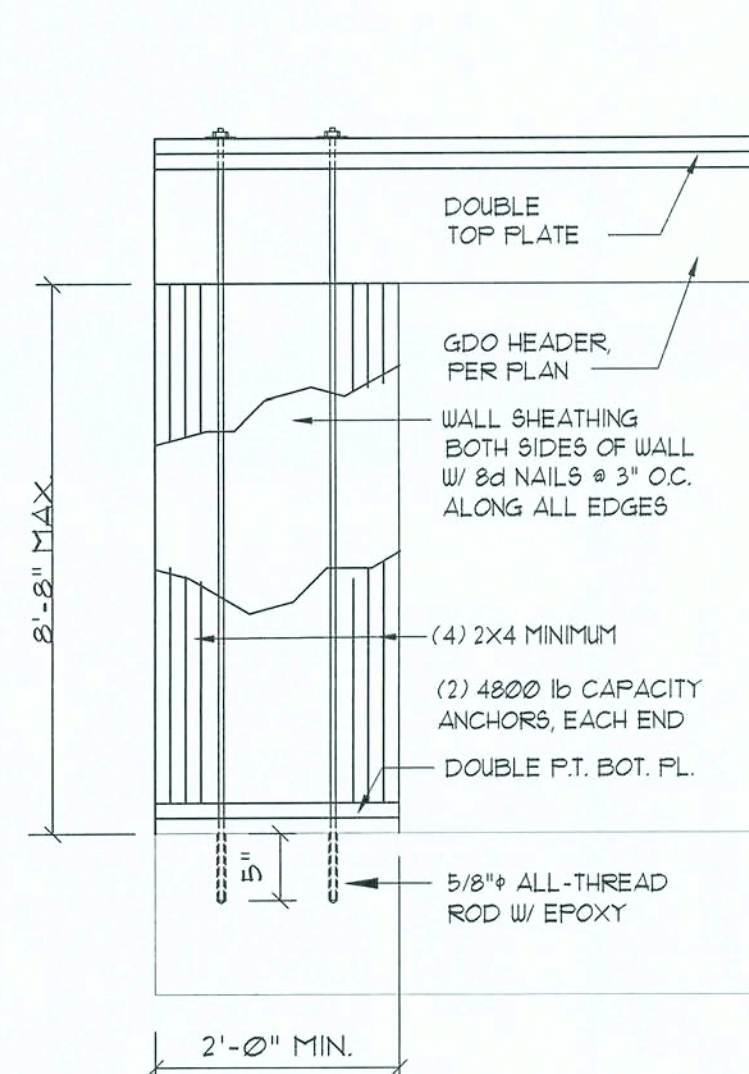 DOUBLE
TOP PLATE
GDO HEADER,
PER PLAN
WALL SHEATHING
BOTH SIDES OF WALL
W/ 8d NAILS @ 3" O.C.
ALONG ALL EDGES
8'-8" MAX.
(4) 2X4 MINIMUM
(2) 48ØØ lb CAPACITY
ANCHORS, EACH END
DOUBLE P.T. BOT. PL.
5"
5/8"φ ALL-THREAD
ROD W/ EPOXY
2'-Ø" MIN.